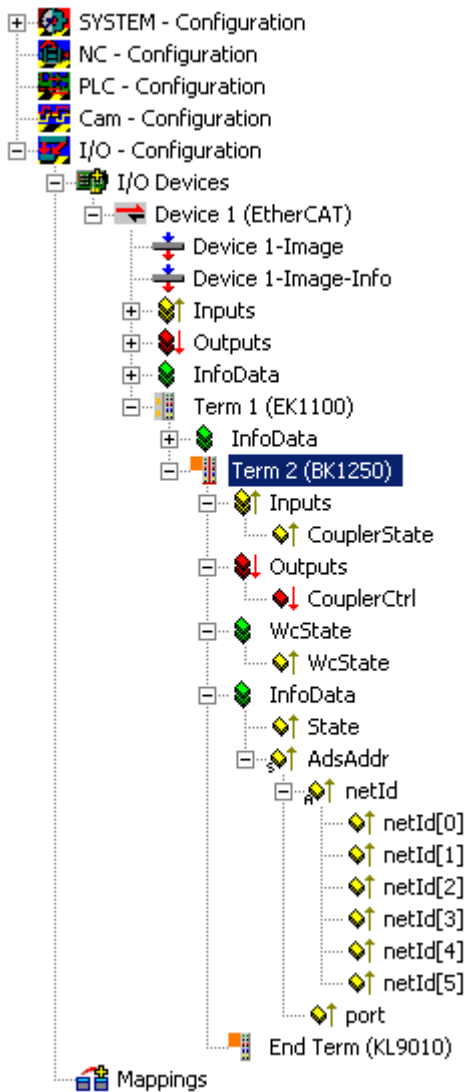 SYSTEM - Configuration
NC - Configuration
PLC - Configuration
Cam - Configuration
I/O - Configuration
I/O Devices
Device 1 (EtherCAT)
Device 1-Image
Device 1-Image-Info
Inputs
Outputs
InfoData
Term 1 (EK1100)
InfoData
Term 2 (BK1250)
Inputs
CouplerState
Outputs
CouplerCtrl
WcState
WcState
InfoData
State
S AdsAddr
A netId
netId[0]
netId[1]
netId[2]
netId[3]
netId[4]
netId[5]
port
End Term (KL9010)
Mappings